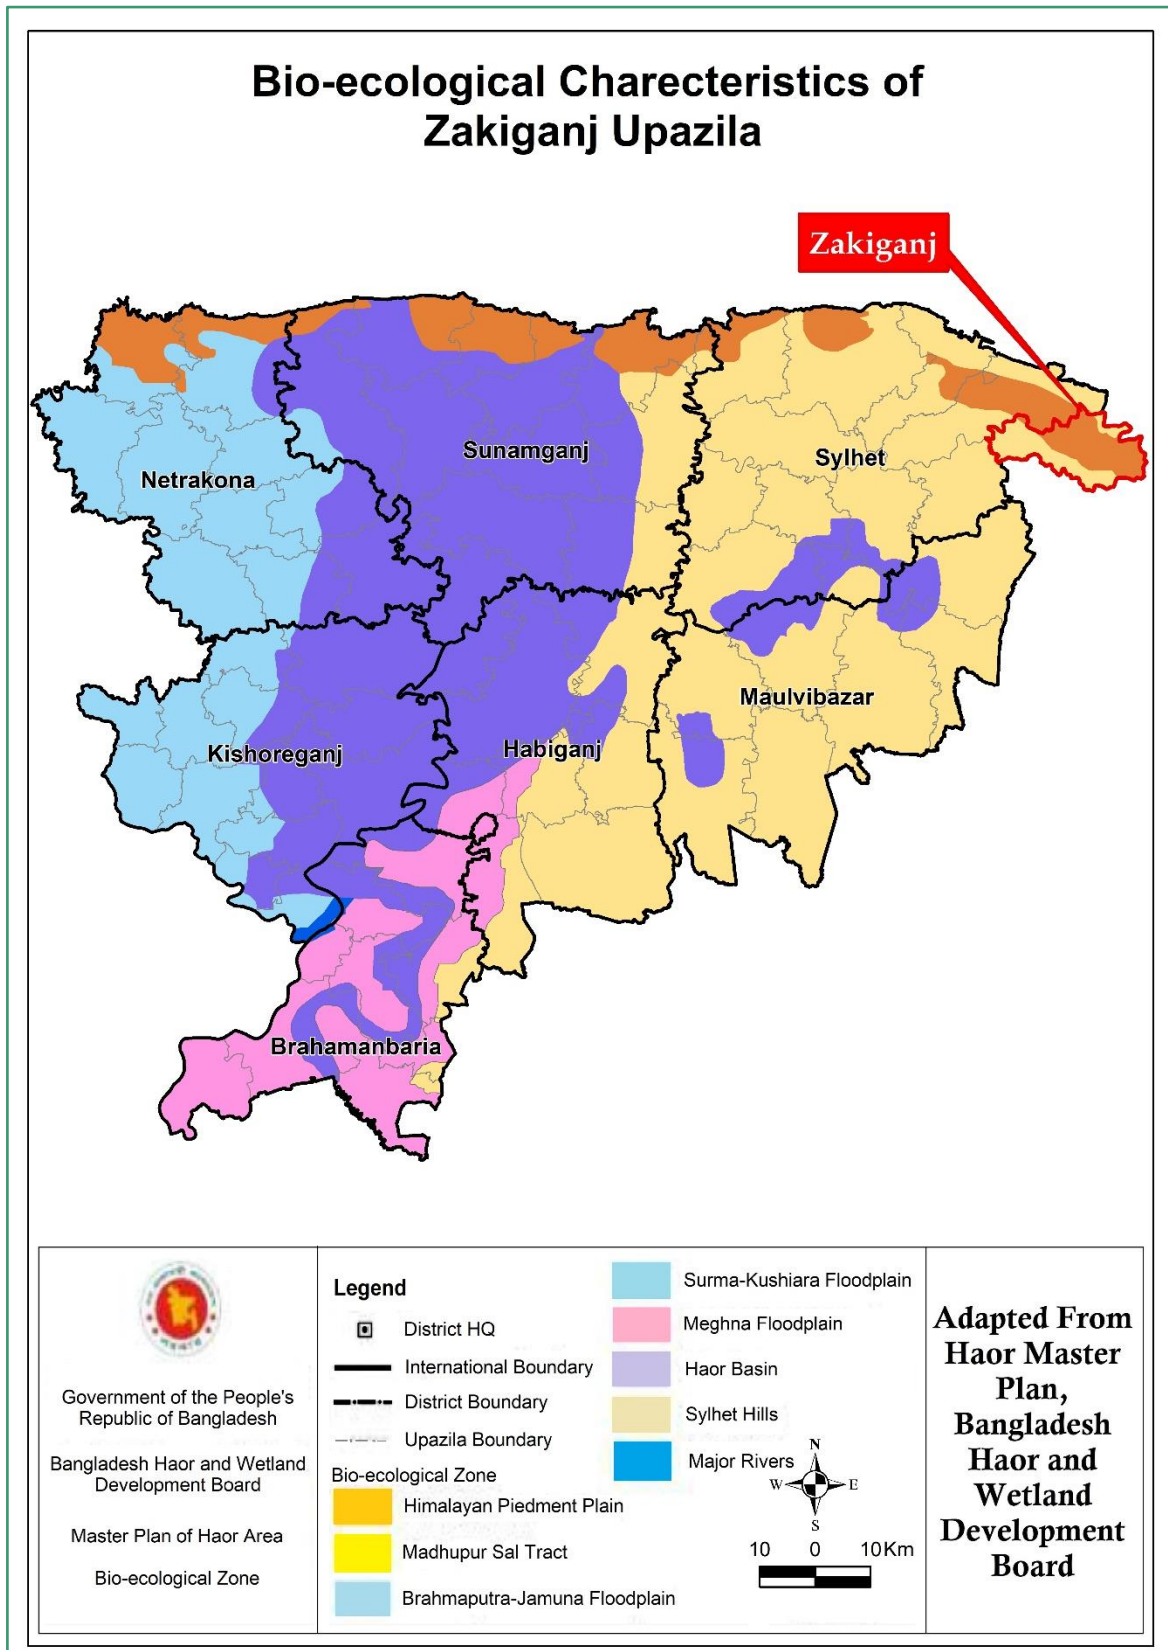 Bio-ecological Charecteristics of
Zakiganj Upazila
Zakiganj
Netrakona
Sunamganj
Sylhet
Kishoreganj
Habiganj
Maulvibazar
Brahamanbaria
Government of the People's
Republic of Bangladesh
Bangladesh Haor and Wetland
Development Board
Master Plan of Haor Area
Bio-ecological Zone
Legend
District HQ
International Boundary
District Boundary
Upazila Boundary
Bio-ecological Zone
Himalayan Piedment Plain
Madhupur Sal Tract
Brahmaputra-Jamuna Floodplain
Surma-Kushiara Floodplain
Meghna Floodplain
Haor Basin
Sylhet Hills
Major Rivers
N
W E
S
10 0 10Km
Adapted From
Haor Master
Plan,
Bangladesh
Haor and
Wetland
Development
Board